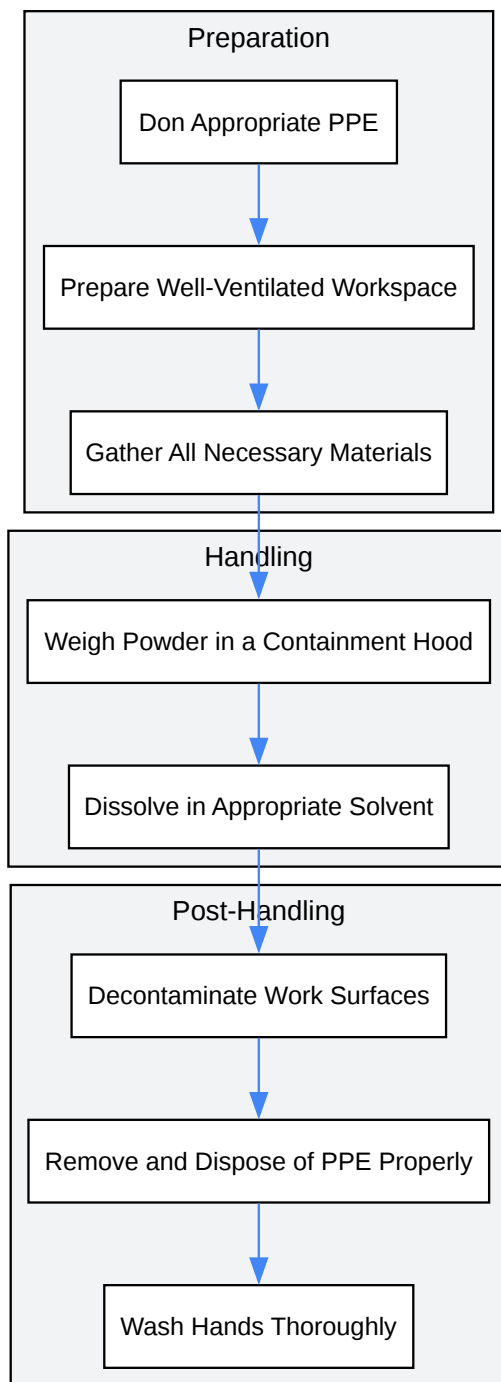 Preparation
Don Appropriate PPE
Prepare Well-Ventilated Workspace
Gather All Necessary Materials
Handling
Weigh Powder in a Containment Hood
Dissolve in Appropriate Solvent
Post-Handling
Decontaminate Work Surfaces
Remove and Dispose of PPE Properly
Wash Hands Thoroughly